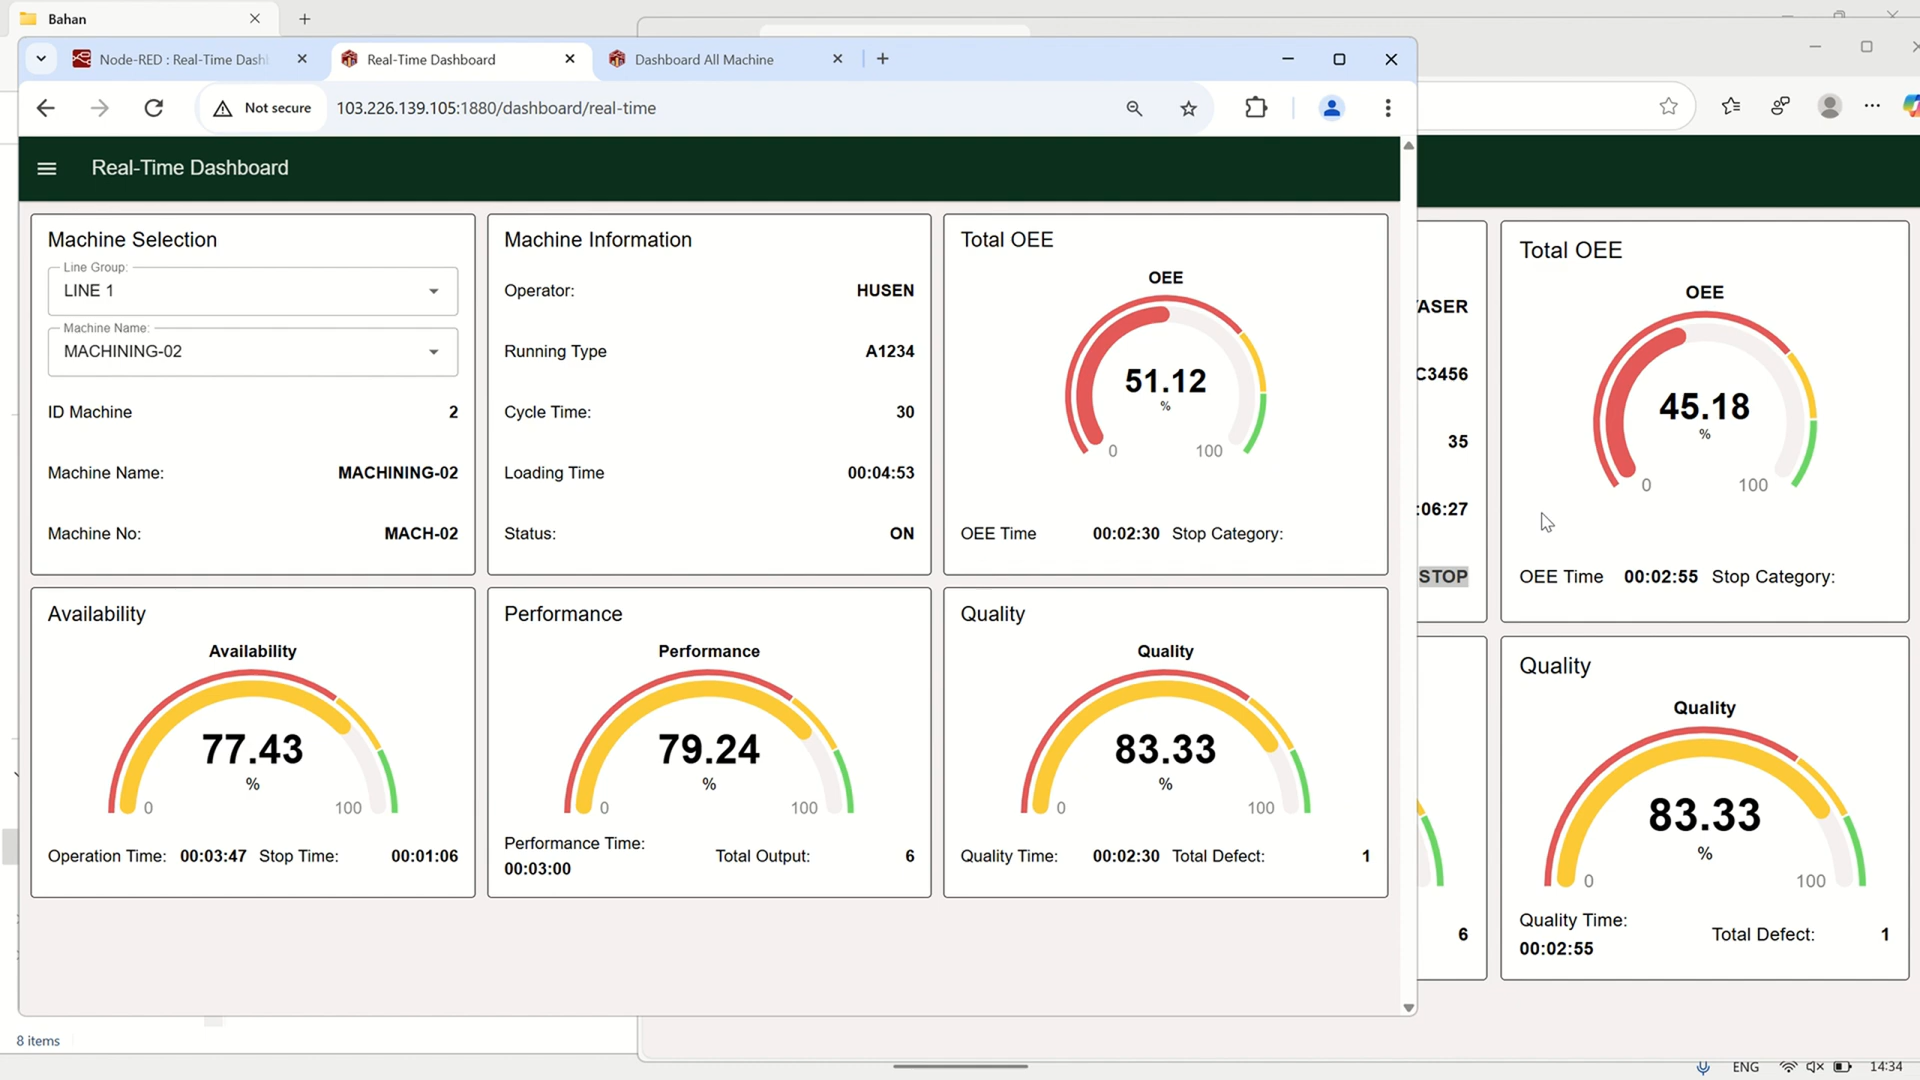 Bahan
Node-RED : Real-Time Dash
Real-Time Dashboard
Dashboard All Machine
Not secure
103.226.139.105:1880/dashboard/real-time
Real-Time Dashboard
Machine Selection
Line Group:
LINE 1
Machine Name:
MACHINING-02
ID Machine 2
Machine Name: MACHINING-02
Machine No: MACH-02
Machine Information
Operator: HUSEN
Running Type A1234
Cycle Time: 30
Loading Time 00:04:53
Status: ON
Total OEE
OEE
51.12
%
0 100
OEE Time 00:02:30 Stop Category:
Availability
Availability
77.43
%
0 100
Operation Time: 00:03:47 Stop Time: 00:01:06
Performance
Performance
79.24
%
0 100
Performance Time:
00:03:00
Total Output: 6
Quality
Quality
83.33
%
0 100
Quality Time: 00:02:30 Total Defect: 1
C3456
35
:06:27
STOP
6
Total OEE
OEE
45.18
%
0 100
OEE Time 00:02:55 Stop Category:
Quality
Quality
83.33
%
0 100
Quality Time:
00:02:55
Total Defect: 1
8 items
ENG
14:34